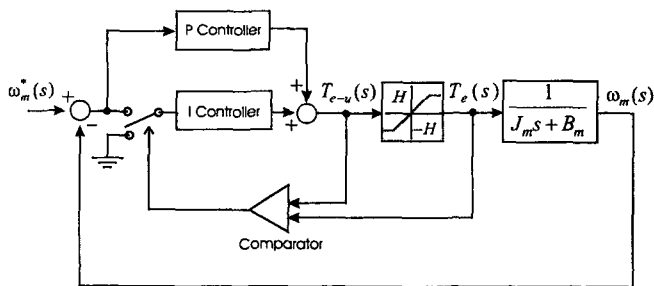 P Controller
ω*m(s)
+
−
I Controller
+
+
Te−u(s)
H
−H
Te(s)
1
Jms + Bm
ωm(s)
Comparator